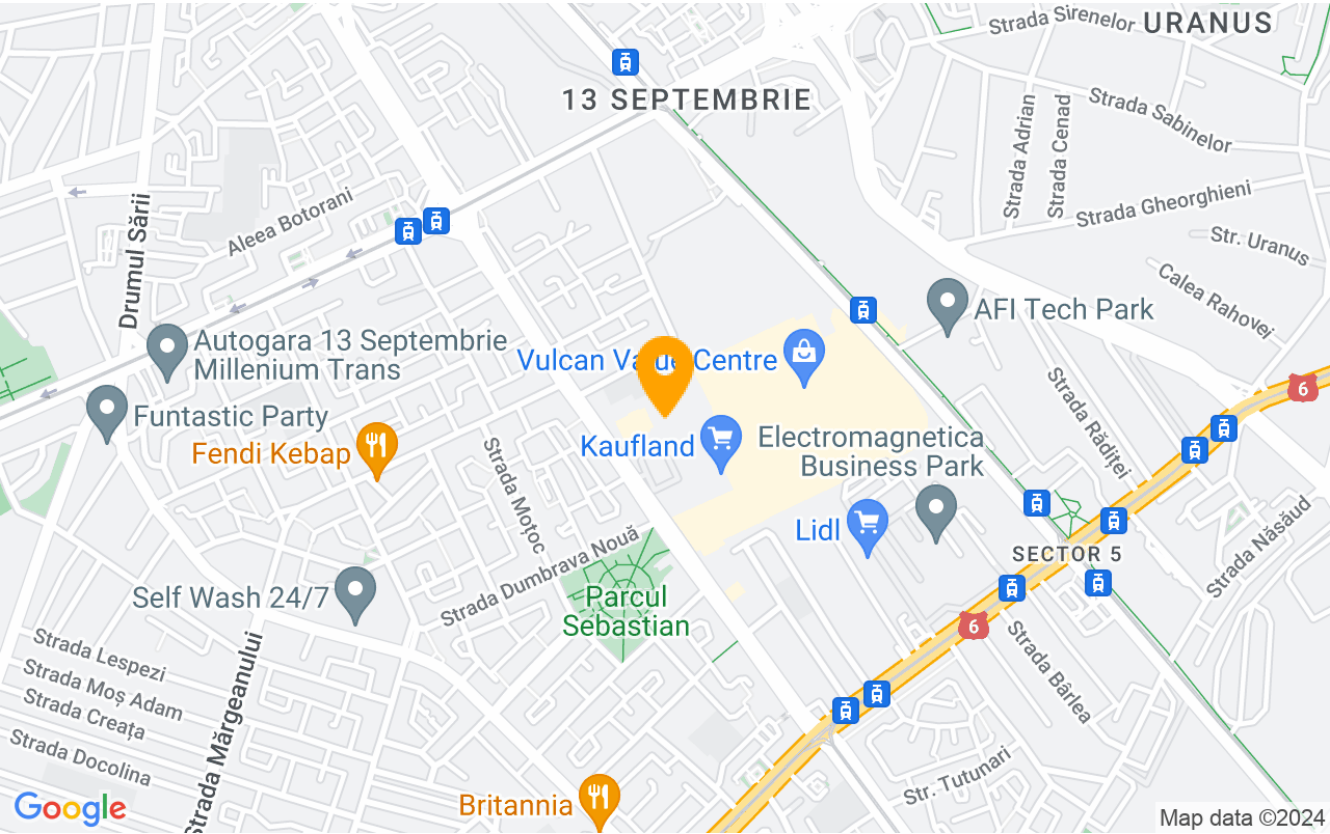 Strada Sirenelor
URANUS
13 SEPTEMBRIE
Strada Sabinelor
Strada Adrian
Strada Cenad
Strada Gheorghieni
Drumul Sării
Aleea Botorani
Str. Uranus
Calea Rahovei
AFI Tech Park
Autogara 13 Septembrie
Millenium Trans
Vulcan Value Centre
Funtastic Party
Fendi Kebap
Kaufland
Electromagnetica
Business Park
Strada Rădiței
6
Strada Moțoc
Lidl
SECTOR 5
Strada Năsăud
Strada Dumbrava Nouă
Self Wash 24/7
Parcul
Sebastian
6
Strada Lespezi
Strada Moș Adam
Strada Creața
Strada Docolina
Strada Mărgeanului
Strada Bârlea
Str. Tutunari
Britannia
Google
Map data ©2024